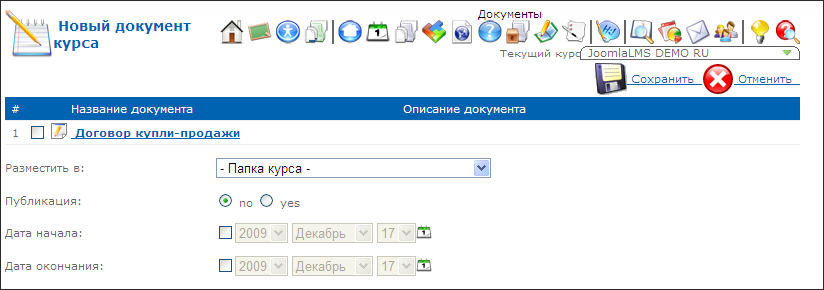 Новый документ
курса
Документы
Текущий курс JoomlaLMS DEMO RU
Сохранить Отменить
# Название документа Описание документа
1 Договор купли-продажи
Разместить в: - Папка курса -
Публикация: no yes
Дата начала: 2009 Декабрь 17
Дата окончания: 2009 Декабрь 17